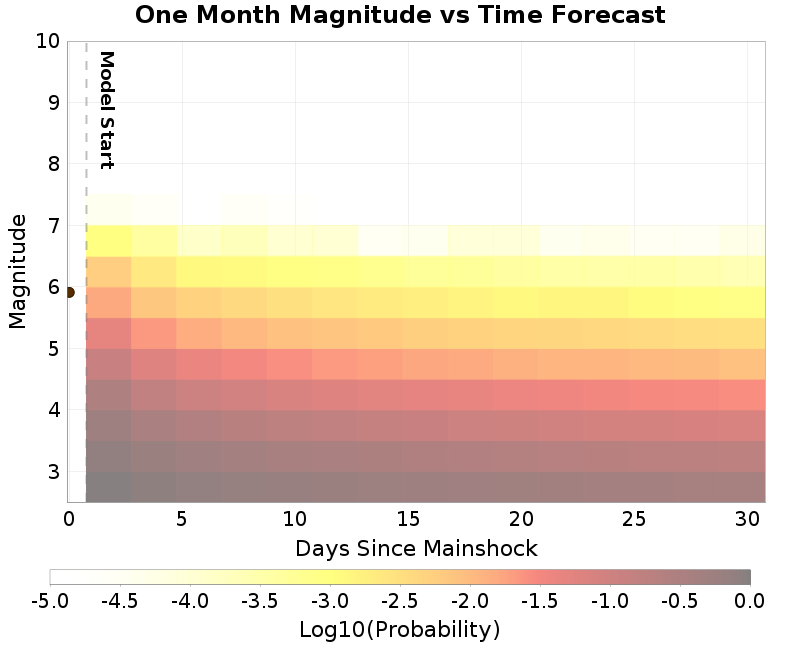 One Month Magnitude vs Time Forecast
10
9
8
7
6
5
4
3
Magnitude
Model Start
0 5 10 15 20 25 30
Days Since Mainshock
-5.0 -4.5 -4.0 -3.5 -3.0 -2.5 -2.0 -1.5 -1.0 -0.5 0.0
Log10(Probability)